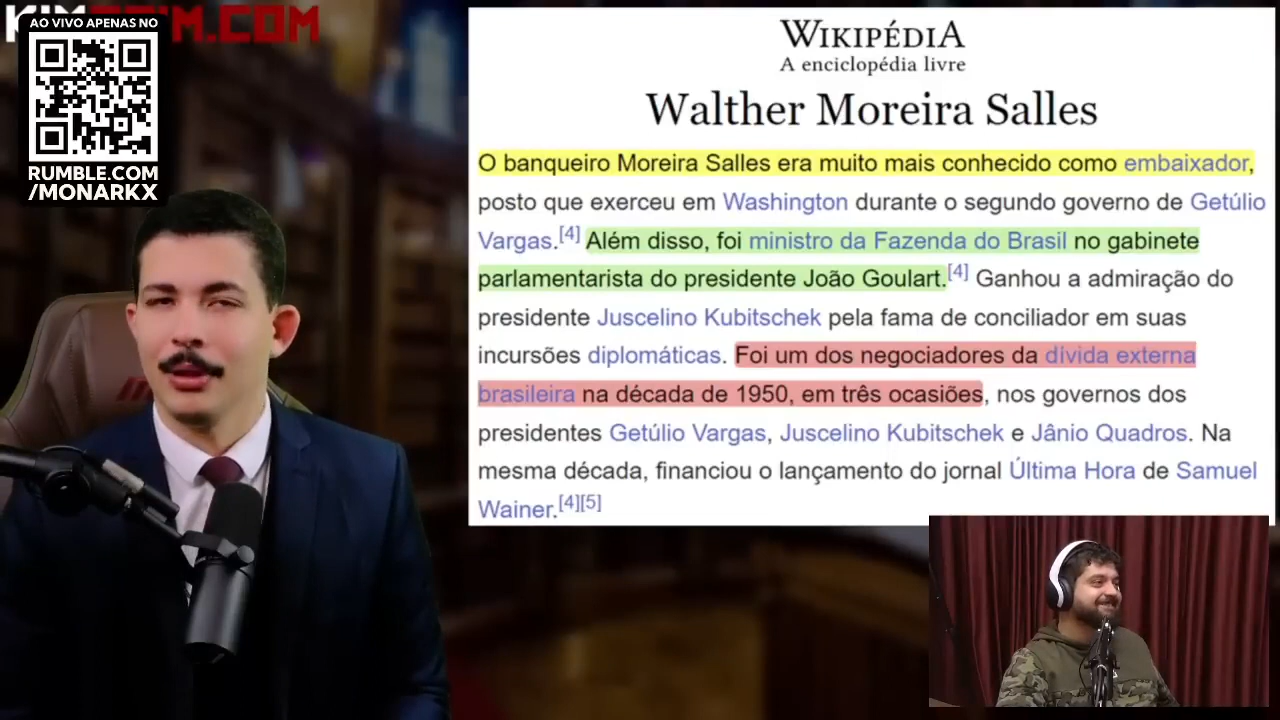 AO VIVO APENAS NO
RUMBLE.COM
/MONARKX
WIKIPÉDIA
A enciclopédia livre
Walther Moreira Salles
O banqueiro Moreira Salles era muito mais conhecido como embaixador,
posto que exerceu em Washington durante o segundo governo de Getúlio
Vargas.[4] Além disso, foi ministro da Fazenda do Brasil no gabinete
parlamentarista do presidente João Goulart.[4] Ganhou a admiração do
presidente Juscelino Kubitschek pela fama de conciliador em suas
incursões diplomáticas. Foi um dos negociadores da dívida externa
brasileira na década de 1950, em três ocasiões, nos governos dos
presidentes Getúlio Vargas, Juscelino Kubitschek e Jânio Quadros. Na
mesma década, financiou o lançamento do jornal Última Hora de Samuel
Wainer.[4][5]